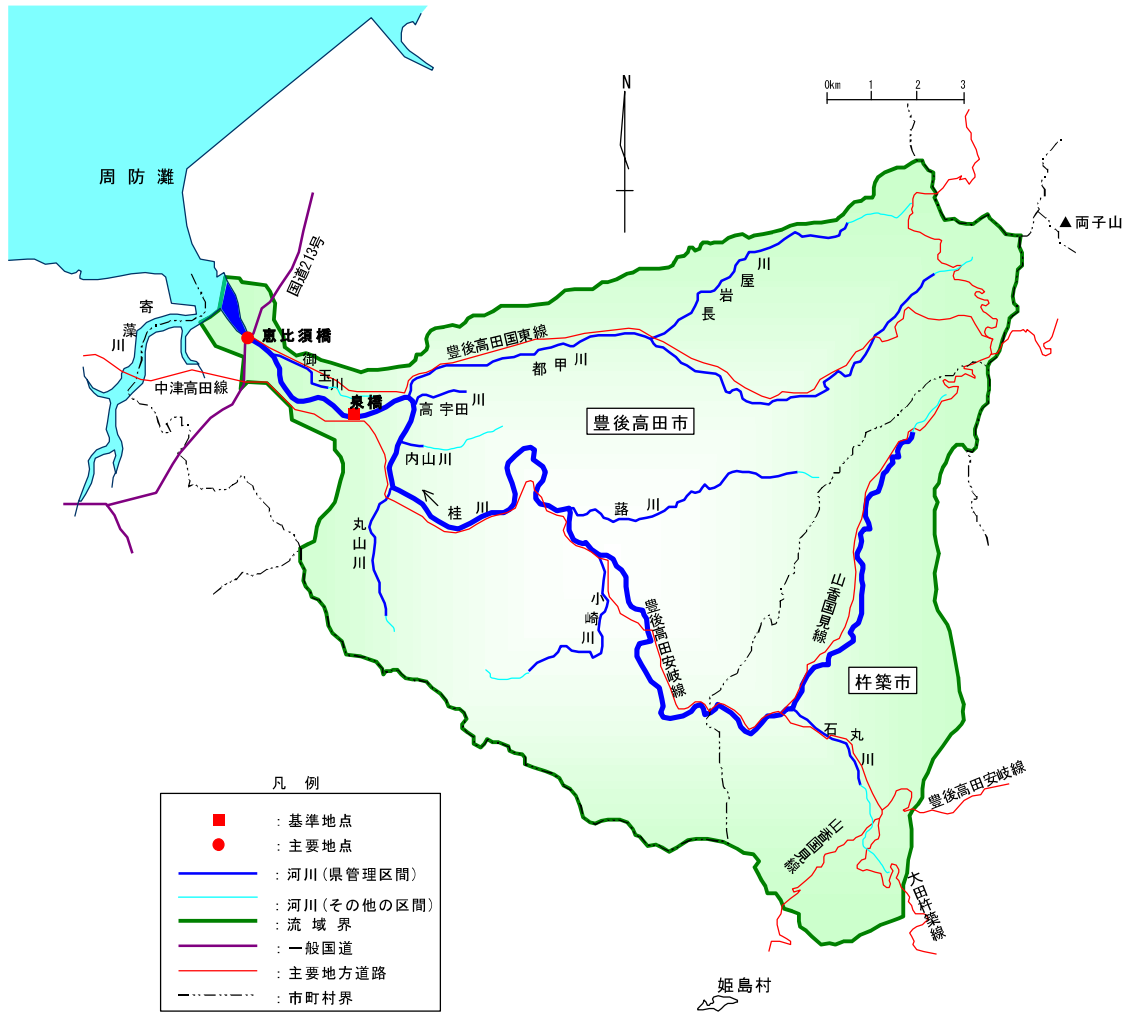 N
0km 1 2 3
周防灘
▲両子山
国道213号
寄藻川
恵比須橋
長岩屋川
豊後高田国東線
御玉川
都甲川
中津高田線
泉橋
高宇田川
豊後高田市
内山川
桂川
蕗川
丸山川
山香国見線
小崎川
豊後高田安岐線
杵築市
石丸川
豊後高田安岐線
山香国見線
大田杵築線
姫島村
凡例
：基準地点
：主要地点
：河川(県管理区間)
：河川(その他の区間)
：流域界
：一般国道
：主要地方道路
：市町村界